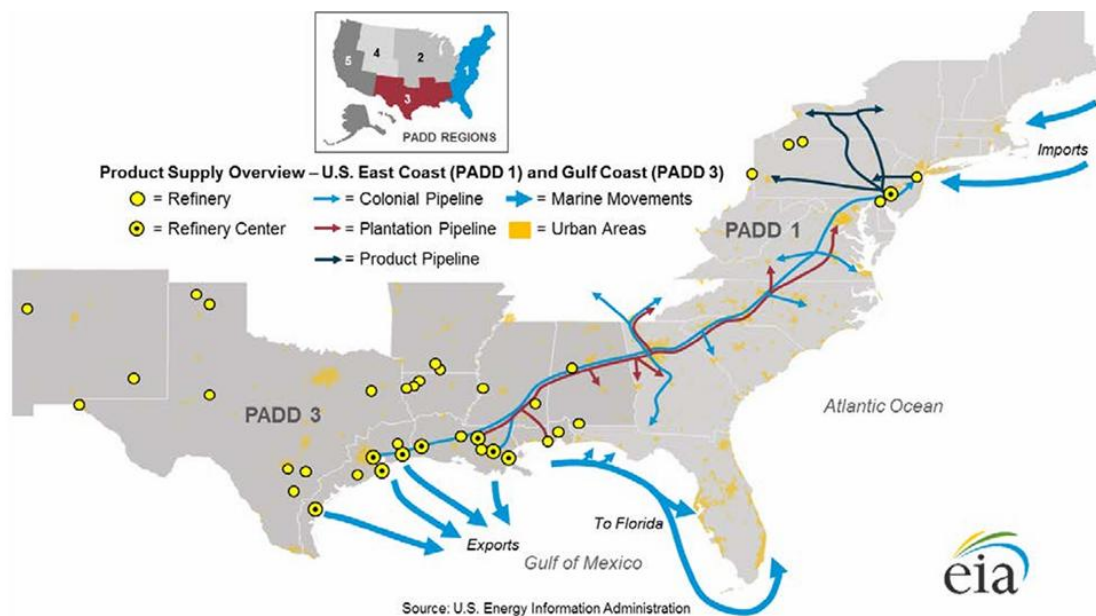 5
4
2
1
3
PADD REGIONS
Product Supply Overview – U.S. East Coast (PADD 1) and Gulf Coast (PADD 3)
= Refinery
= Colonial Pipeline
= Marine Movements
= Refinery Center
= Plantation Pipeline
= Urban Areas
= Product Pipeline
Imports
PADD 1
PADD 3
Atlantic Ocean
To Florida
Exports
Gulf of Mexico
eia
Source: U.S. Energy Information Administration